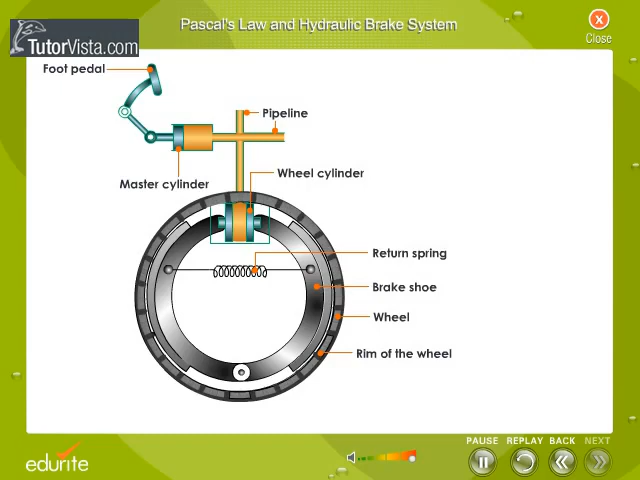 Pascal's Law and Hydraulic Brake System
Close
TutorVista.com
Foot pedal
Pipeline
Master cylinder
Wheel cylinder
Return spring
Brake shoe
Wheel
Rim of the wheel
PAUSE REPLAY BACK NEXT
edurite